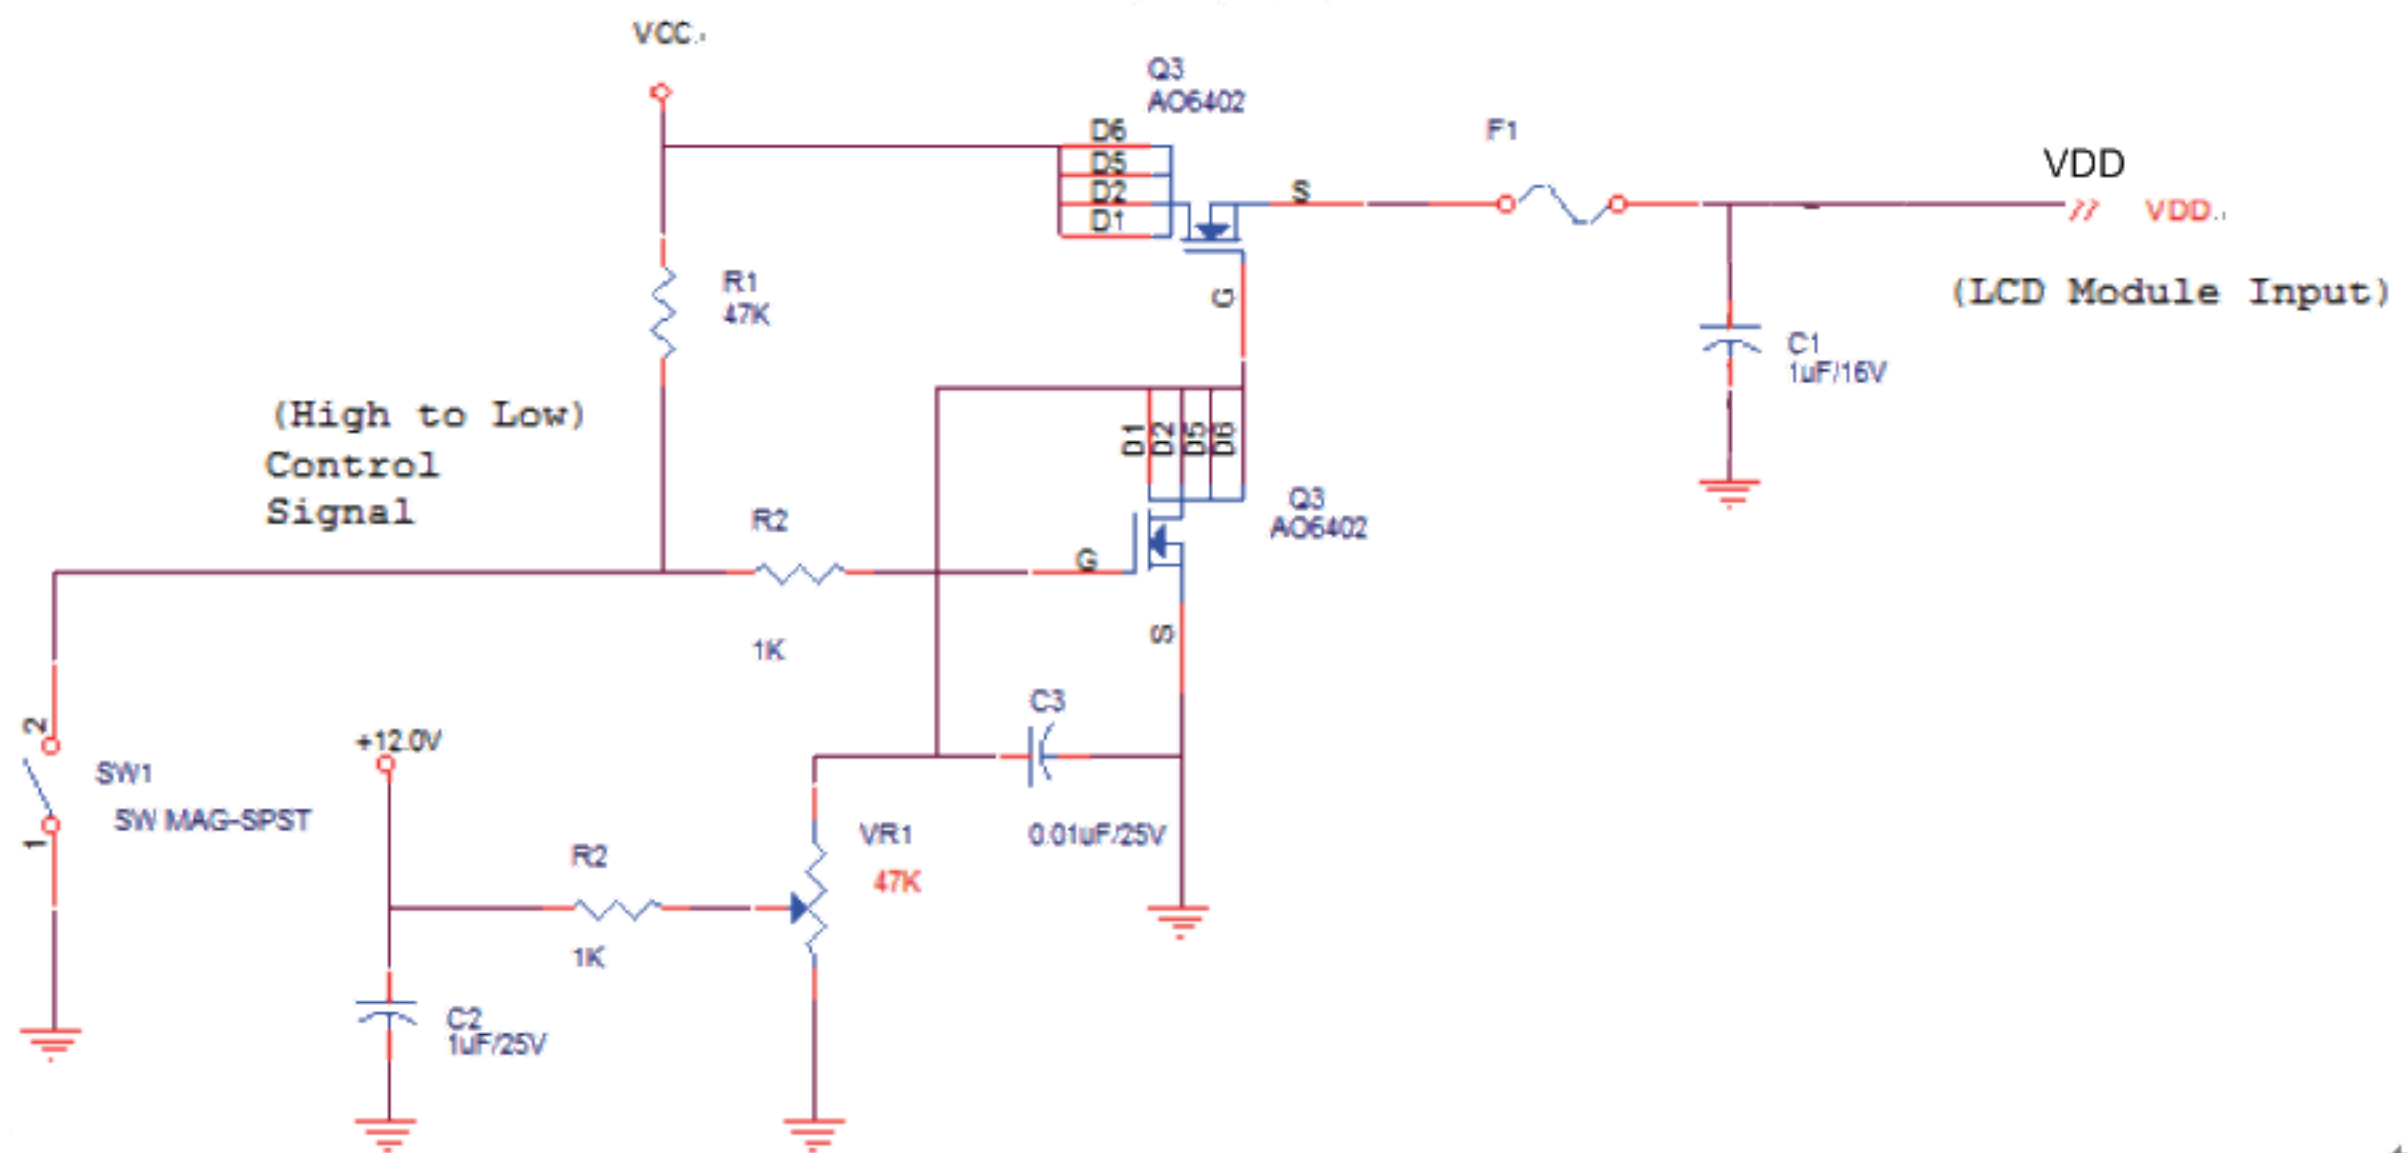 VCC.
Q3
AO6402
D6
D5
D2
D1
S
G
F1
VDD
VDD.
(LCD Module Input)
R1
47K
C1
1uF/16V
(High to Low)
Control
Signal
D1
D2
D5
D6
Q3
AO6402
R2
1K
G
S
C3
0.01uF/25V
2
1
SW1
SW MAG-SPST
+12.0V
R2
1K
VR1
47K
C2
1uF/25V